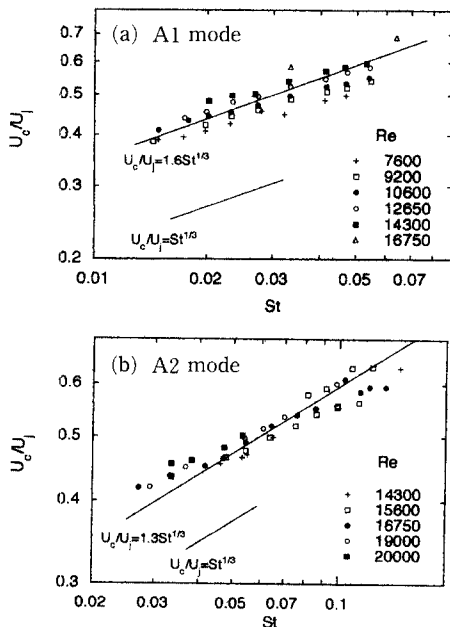 (a) A1 mode
0.7
0.6
0.5
0.4
0.3
0.2
U_c/U_j
U_c/U_j=1.6St^1/3
U_c/U_j=St^1/3
Re
+ 7600
□ 9200
● 10600
○ 12650
■ 14300
△ 16750
0.01 0.02 0.03 0.05 0.07
St
(b) A2 mode
0.6
0.5
0.4
0.3
U_c/U_j
U_c/U_j=1.3St^1/3
U_c/U_j=St^1/3
Re
+ 14300
□ 15600
● 16750
○ 19000
■ 20000
0.02 0.03 0.05 0.07 0.1
St